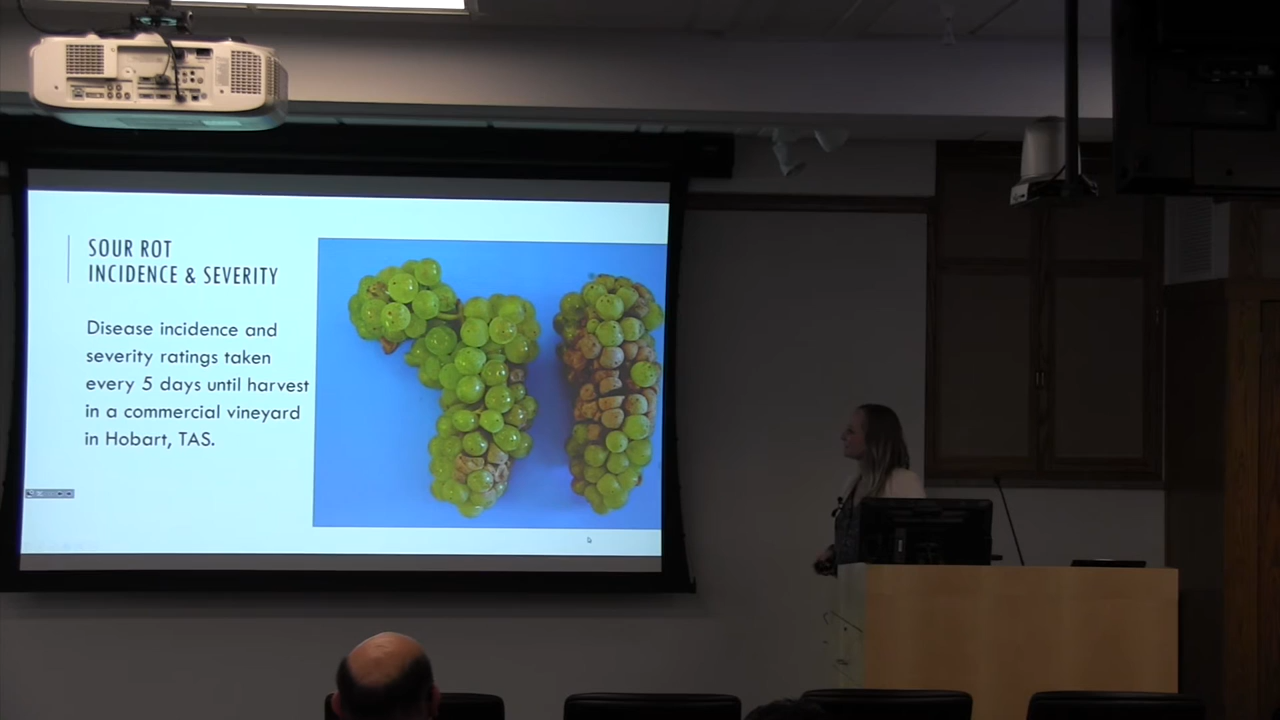 SOUR ROT
INCIDENCE & SEVERITY
Disease incidence and
severity ratings taken
every 5 days until harvest
in a commercial vineyard
in Hobart, TAS.